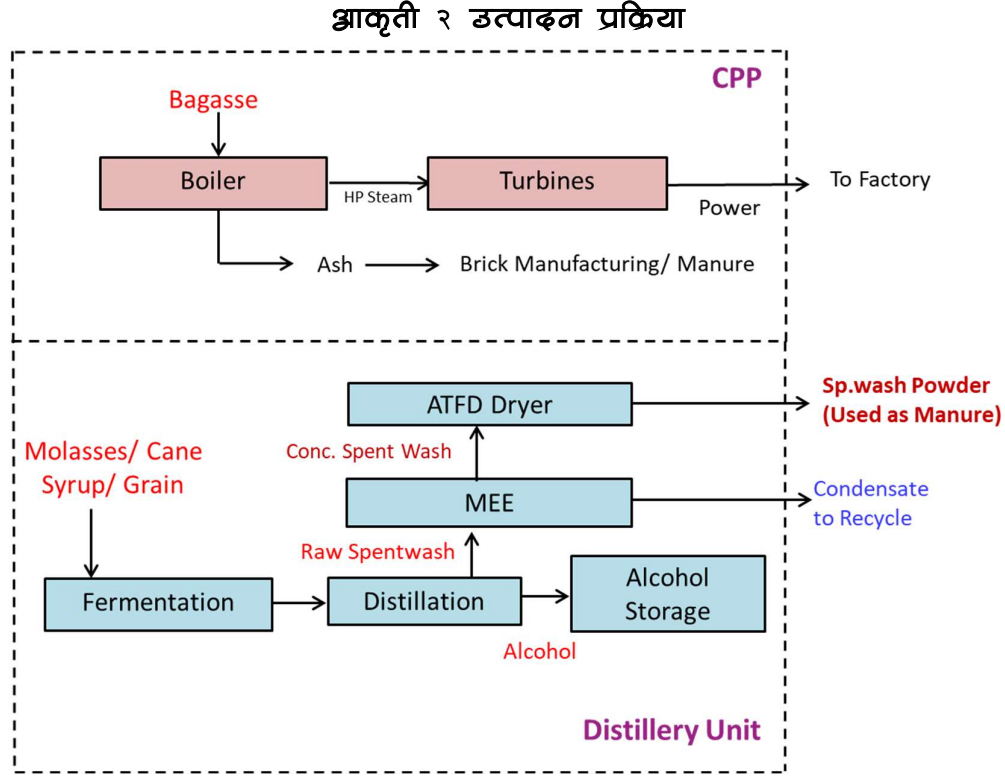 आकृती २ उत्पादन प्रक्रिया
CPP
Bagasse
Boiler
HP Steam
Turbines
Power
To Factory
Ash
Brick Manufacturing/ Manure
ATFD Dryer
Sp.wash Powder
(Used as Manure)
Conc. Spent Wash
Molasses/ Cane
Syrup/ Grain
MEE
Condensate
to Recycle
Raw Spentwash
Fermentation
Distillation
Alcohol
Storage
Alcohol
Distillery Unit